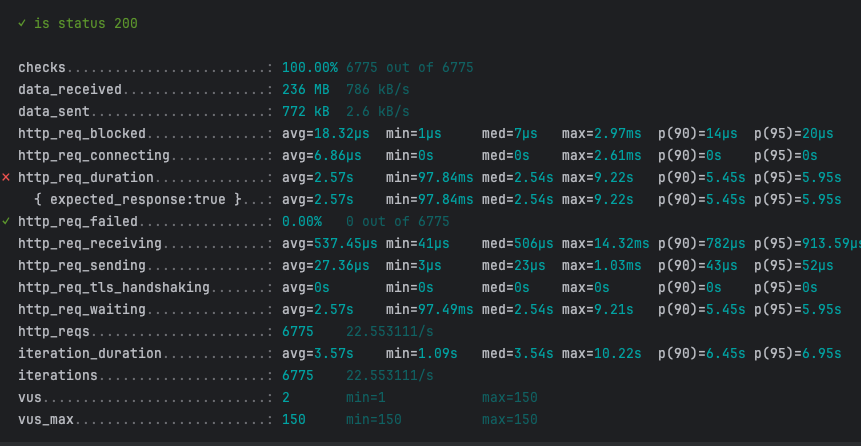 ✓ is status 200
checks.........................: 100.00% 6775 out of 6775
data_received..................: 236 MB 786 kB/s
data_sent......................: 772 kB 2.6 kB/s
http_req_blocked...............: avg=18.32µs min=1µs med=7µs max=2.97ms p(90)=14µs p(95)=20µs
http_req_connecting............: avg=6.86µs min=0s med=0s max=2.61ms p(90)=0s p(95)=0s
✗ http_req_duration..............: avg=2.57s min=97.84ms med=2.54s max=9.22s p(90)=5.45s p(95)=5.95s
{ expected_response:true }...: avg=2.57s min=97.84ms med=2.54s max=9.22s p(90)=5.45s p(95)=5.95s
✓ http_req_failed................: 0.00% 0 out of 6775
http_req_receiving.............: avg=537.45µs min=41µs med=506µs max=14.32ms p(90)=782µs p(95)=913.59µs
http_req_sending...............: avg=27.36µs min=3µs med=23µs max=1.03ms p(90)=43µs p(95)=52µs
http_req_tls_handshaking.......: avg=0s min=0s med=0s max=0s p(90)=0s p(95)=0s
http_req_waiting...............: avg=2.57s min=97.49ms med=2.54s max=9.21s p(90)=5.45s p(95)=5.95s
http_reqs......................: 6775 22.553111/s
iteration_duration.............: avg=3.57s min=1.09s med=3.54s max=10.22s p(90)=6.45s p(95)=6.95s
iterations.....................: 6775 22.553111/s
vus............................: 2 min=1 max=150
vus_max........................: 150 min=150 max=150